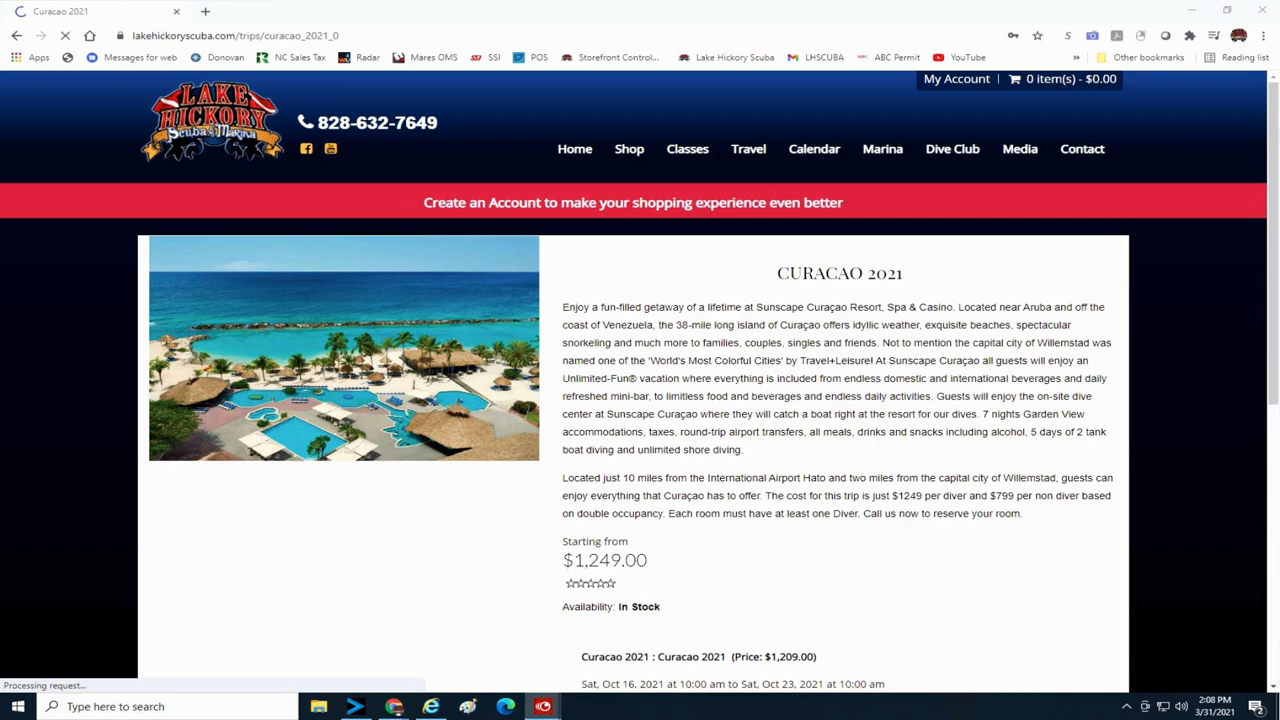 Curacao 2021
lakehickoryscuba.com/trips/curacao_2021_0
Apps Messages for web Donovan NC Sales Tax Radar Mares OMS SSI POS Storefront Control... Lake Hickory Scuba LHSCUBA ABC Permit YouTube » Other bookmarks Reading list
My Account | 0 item(s) - $0.00
LAKE
HICKORY
Scuba & Marina
828-632-7649
Home Shop Classes Travel Calendar Marina Dive Club Media Contact
Create an Account to make your shopping experience even better
CURACAO 2021
Enjoy a fun-filled getaway of a lifetime at Sunscape Curaçao Resort, Spa & Casino. Located near Aruba and off the
coast of Venezuela, the 38-mile long island of Curaçao offers idyllic weather, exquisite beaches, spectacular
snorkeling and much more to families, couples, singles and friends. Not to mention the capital city of Willemstad was
named one of the 'World's Most Colorful Cities' by Travel+Leisure! At Sunscape Curaçao all guests will enjoy an
Unlimited-Fun® vacation where everything is included from endless domestic and international beverages and daily
refreshed mini-bar, to limitless food and beverages and endless daily activities. Guests will enjoy the on-site dive
center at Sunscape Curaçao where they will catch a boat right at the resort for our dives. 7 nights Garden View
accommodations, taxes, round-trip airport transfers, all meals, drinks and snacks including alcohol, 5 days of 2 tank
boat diving and unlimited shore diving.
Located just 10 miles from the International Airport Hato and two miles from the capital city of Willemstad, guests can
enjoy everything that Curaçao has to offer. The cost for this trip is just $1249 per diver and $799 per non diver based
on double occupancy. Each room must have at least one Diver. Call us now to reserve your room.
Starting from
$1,249.00
Availability: In Stock
Curacao 2021 : Curacao 2021 (Price: $1,209.00)
Sat, Oct 16, 2021 at 10:00 am to Sat, Oct 23, 2021 at 10:00 am
Processing request...
Type here to search
2:08 PM
3/31/2021
2